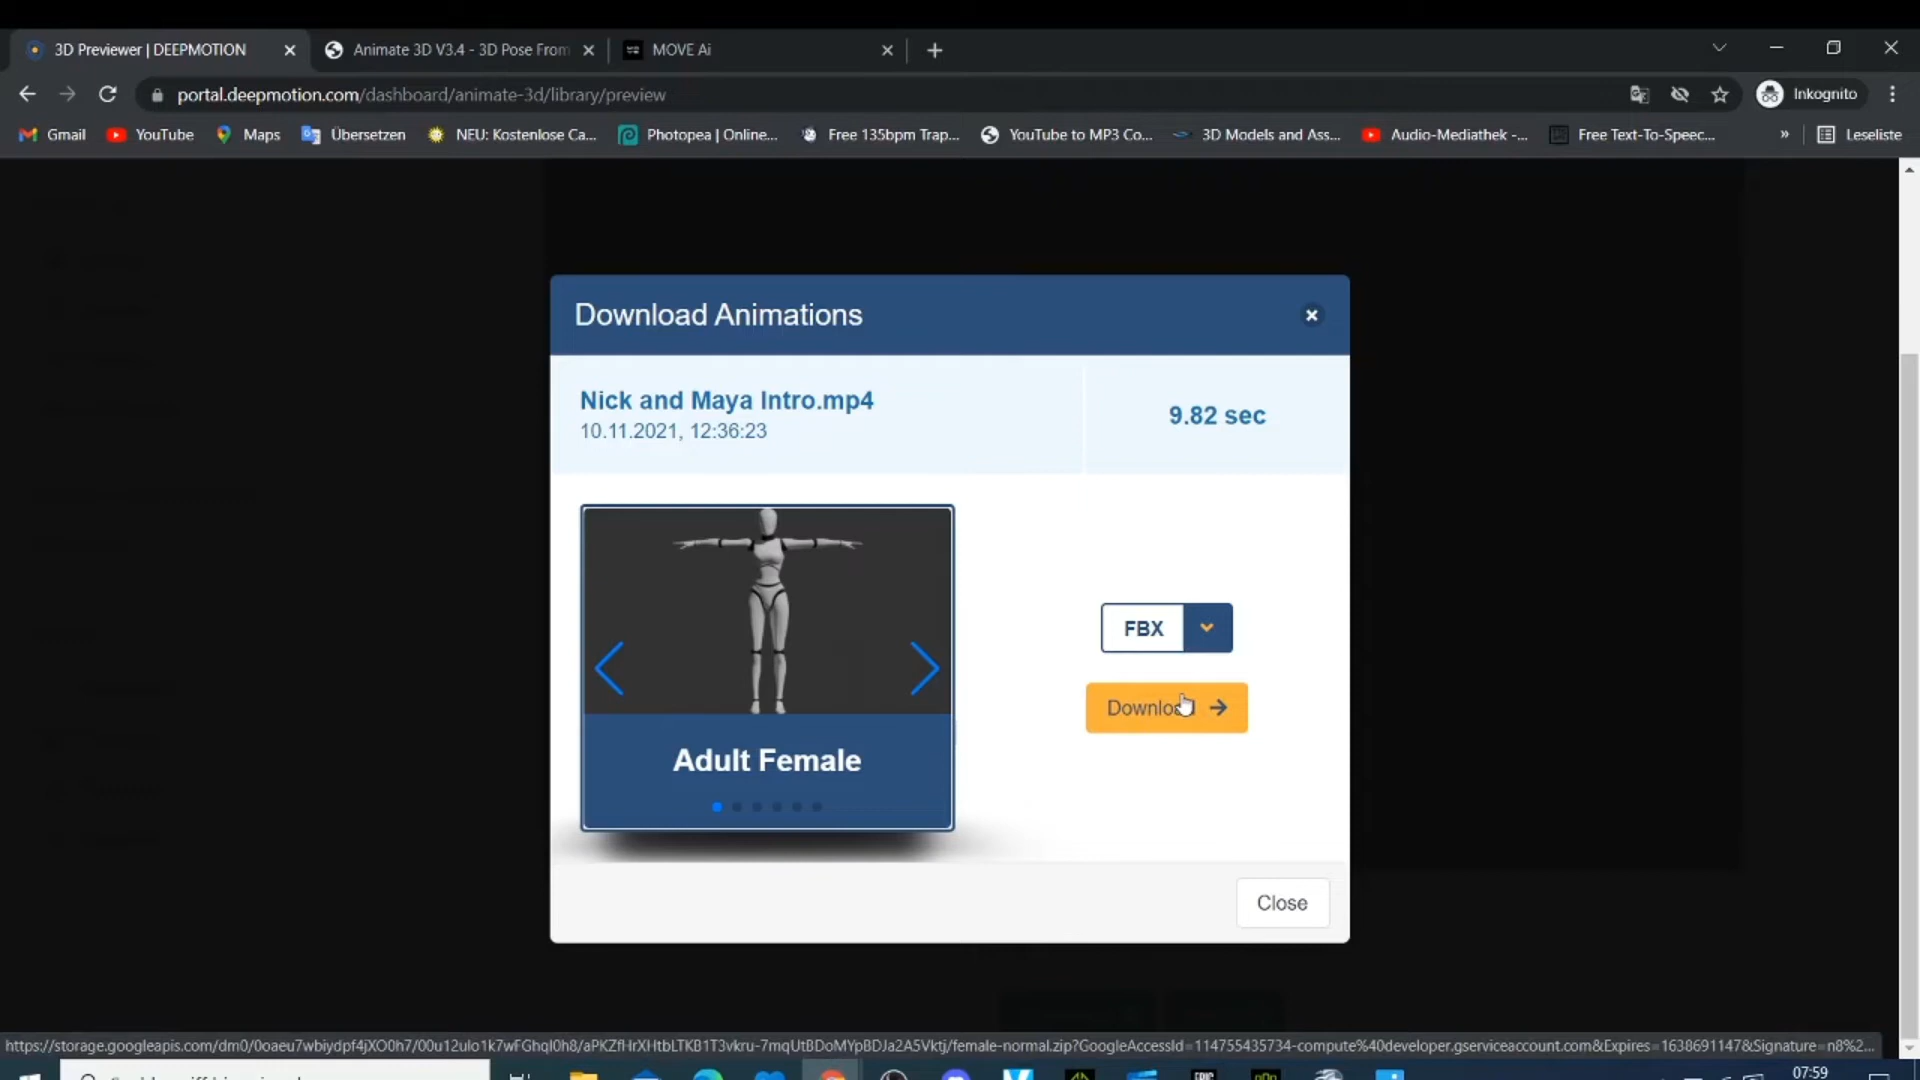 3D Previewer | DEEPMOTION
Animate 3D V3.4 - 3D Pose From
MOVE Ai
portal.deepmotion.com/dashboard/animate-3d/library/preview
Inkognito
Gmail
YouTube
Maps
Übersetzen
NEU: Kostenlose Ca...
Photopea | Online...
Free 135bpm Trap...
YouTube to MP3 Co...
3D Models and Ass...
Audio-Mediathek -...
Free Text-To-Speec...
»
Leseliste
Download Animations
Nick and Maya Intro.mp4
10.11.2021, 12:36:23
9.82 sec
FBX
Download
Adult Female
Close
07:59